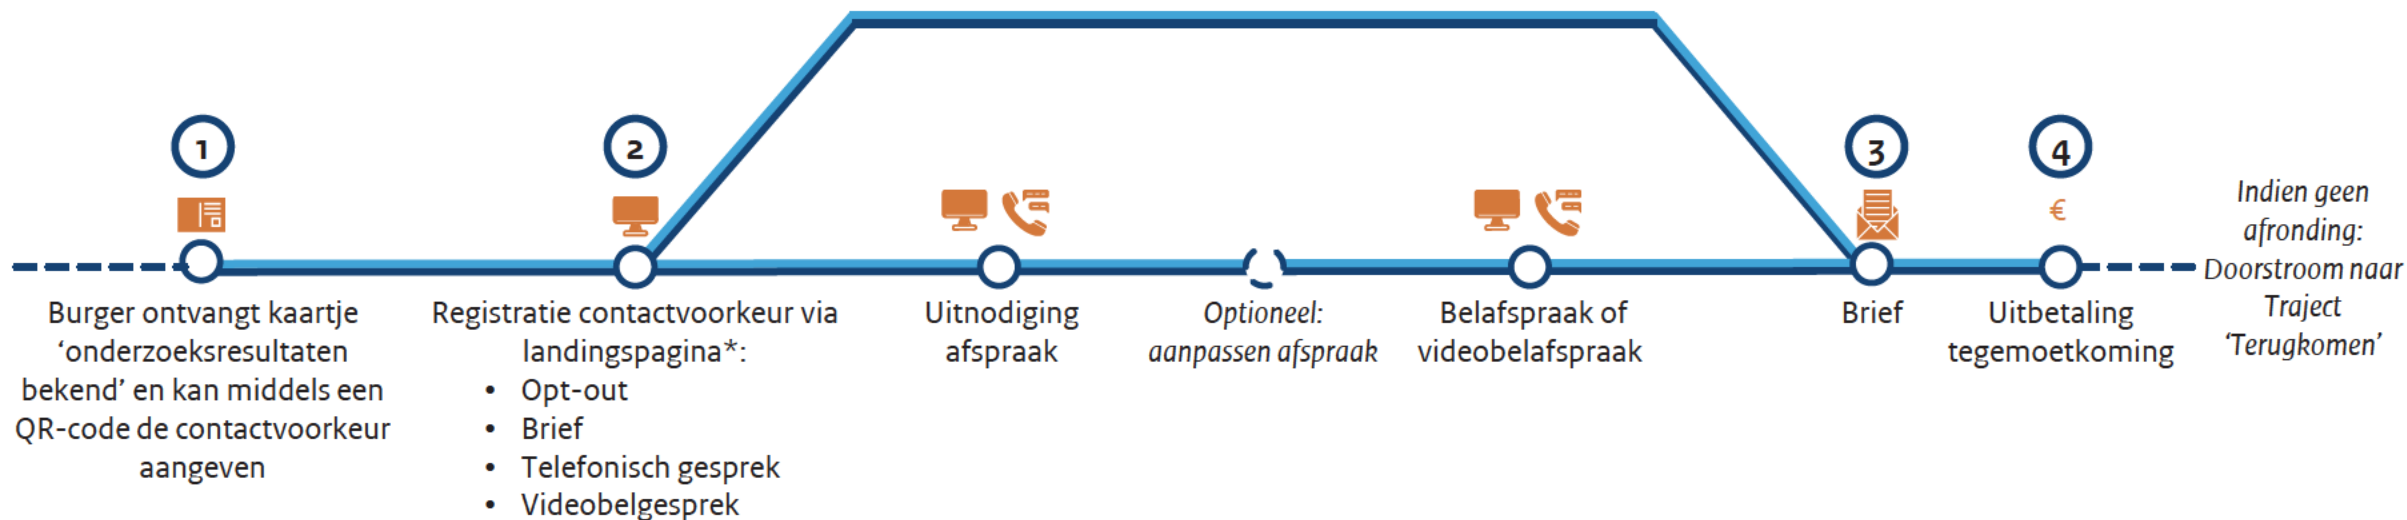 1
Burger ontvangt kaartje
‘onderzoeksresultaten
bekend’ en kan middels een
QR-code de contactvoorkeur
aangeven
2
Registratie contactvoorkeur via
landingspagina*:
• Opt-out
• Brief
• Telefonisch gesprek
• Videobelgesprek
Uitnodiging
afspraak
Optioneel:
aanpassen afspraak
Belafspraak of
videobelafspraak
3
Brief
4
€
Uitbetaling
tegemoetkoming
Indien geen
afronding:
Doorstroom naar
Traject
‘Terugkomen’